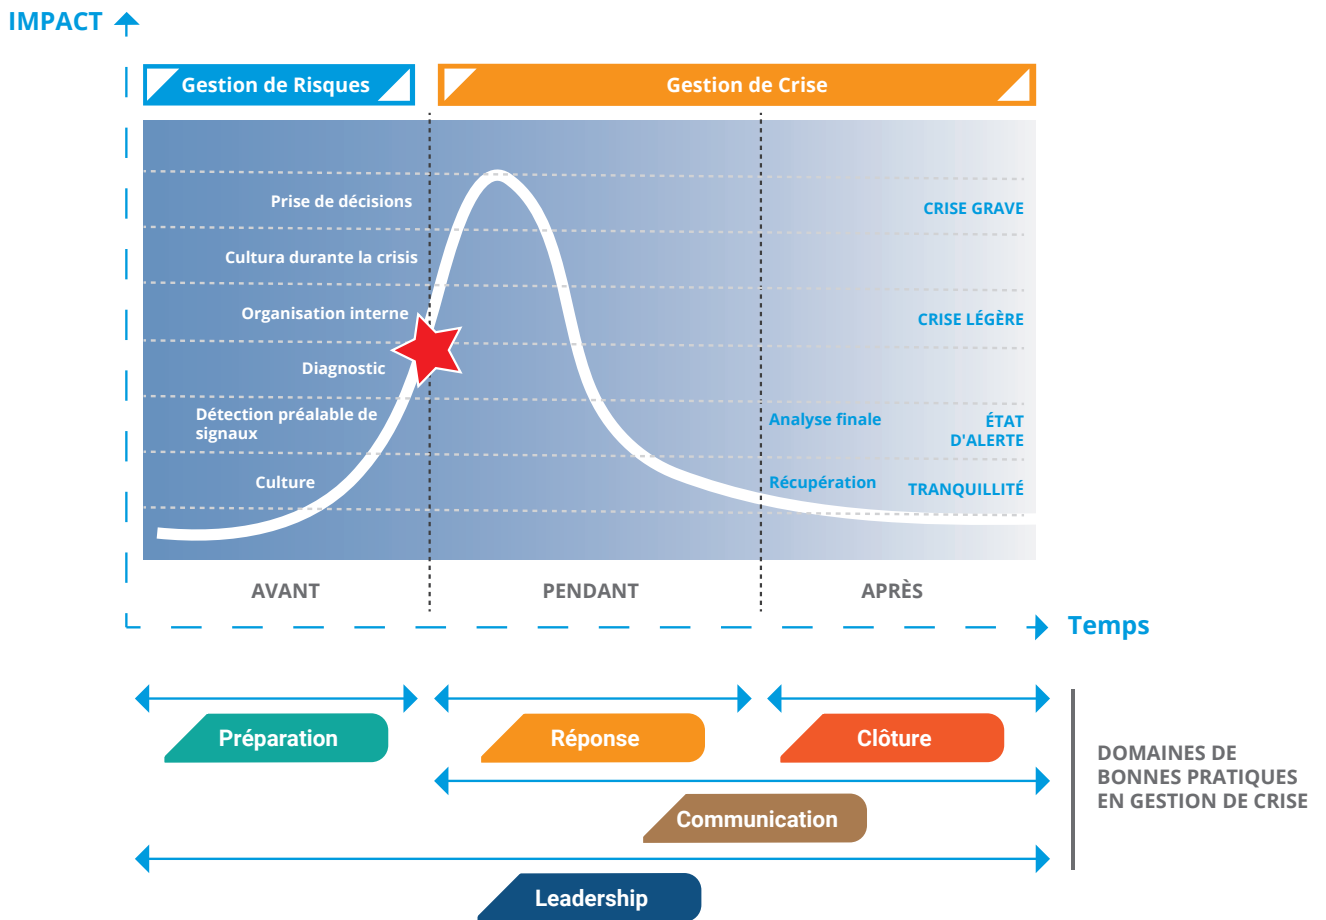 IMPACT
Gestion de Risques
Gestion de Crise
Prise de décisions
CRISE GRAVE
Cultura durante la crisis
Organisation interne
CRISE LÉGÈRE
Diagnostic
Détection préalable de
signaux
Analyse finale
ÉTAT
D'ALERTE
Culture
Récupération
TRANQUILLITÉ
AVANT
PENDANT
APRÈS
Temps
Préparation
Réponse
Clôture
DOMAINES DE
BONNES PRATIQUES
EN GESTION DE CRISE
Communication
Leadership